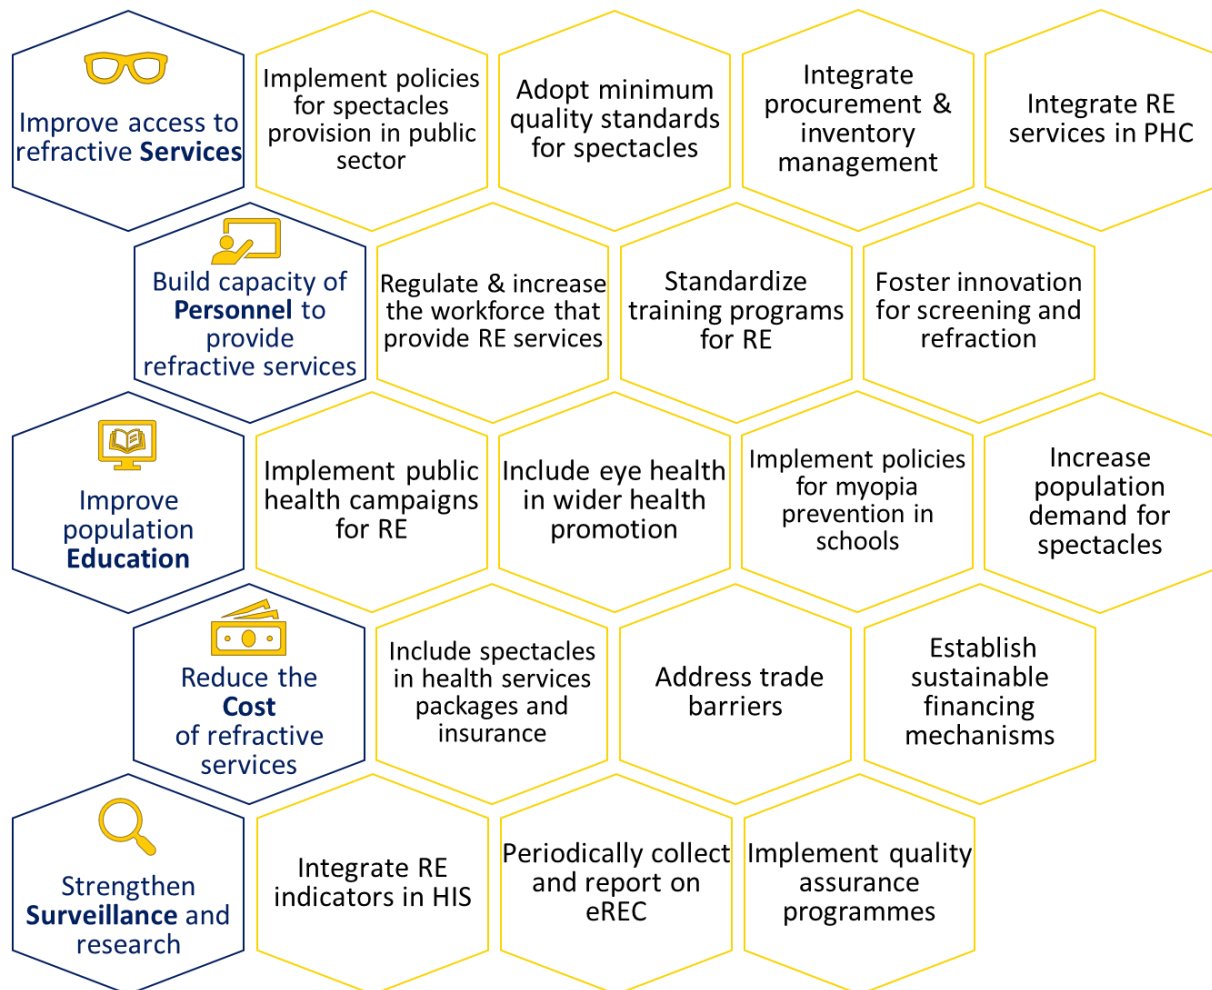 Improve access to
refractive Services
Implement policies
for spectacles
provision in public
sector
Adopt minimum
quality standards
for spectacles
Integrate
procurement &
inventory
management
Integrate RE
services in PHC
Build capacity of
Personnel to
provide
refractive services
Regulate & increase
the workforce that
provide RE services
Standardize
training programs
for RE
Foster innovation
for screening and
refraction
Improve
population
Education
Implement public
health campaigns
for RE
Include eye health
in wider health
promotion
Implement policies
for myopia
prevention in
schools
Increase
population
demand for
spectacles
Reduce the
Cost
of refractive
services
Include spectacles
in health services
packages and
insurance
Address trade
barriers
Establish
sustainable
financing
mechanisms
Strengthen
Surveillance and
research
Integrate RE
indicators in HIS
Periodically collect
and report on
eREC
Implement quality
assurance
programmes